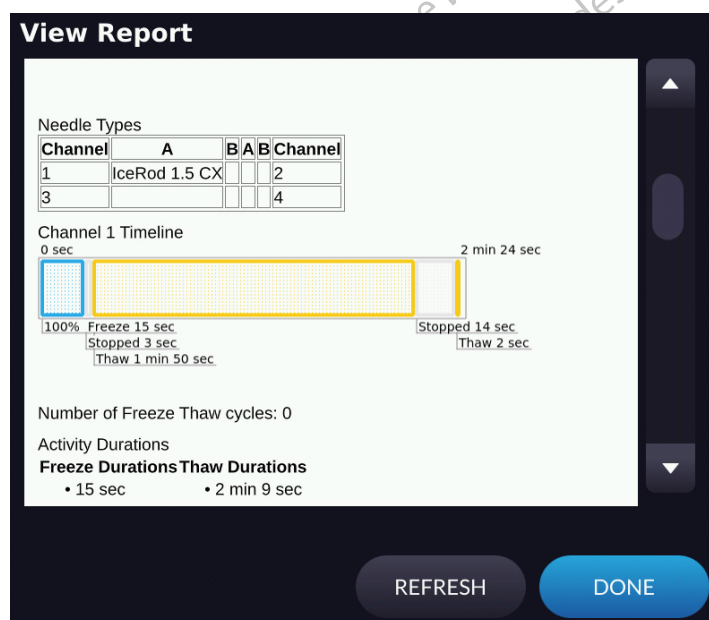 View Report
Needle Types
Channel A B A B Channel
1 IceRod 1.5 CX 2
3 4
Channel 1 Timeline
0 sec 2 min 24 sec
100% Freeze 15 sec Stopped 14 sec
Stopped 3 sec Thaw 2 sec
Thaw 1 min 50 sec
Number of Freeze Thaw cycles: 0
Activity Durations
Freeze Durations Thaw Durations
• 15 sec • 2 min 9 sec
REFRESH DONE